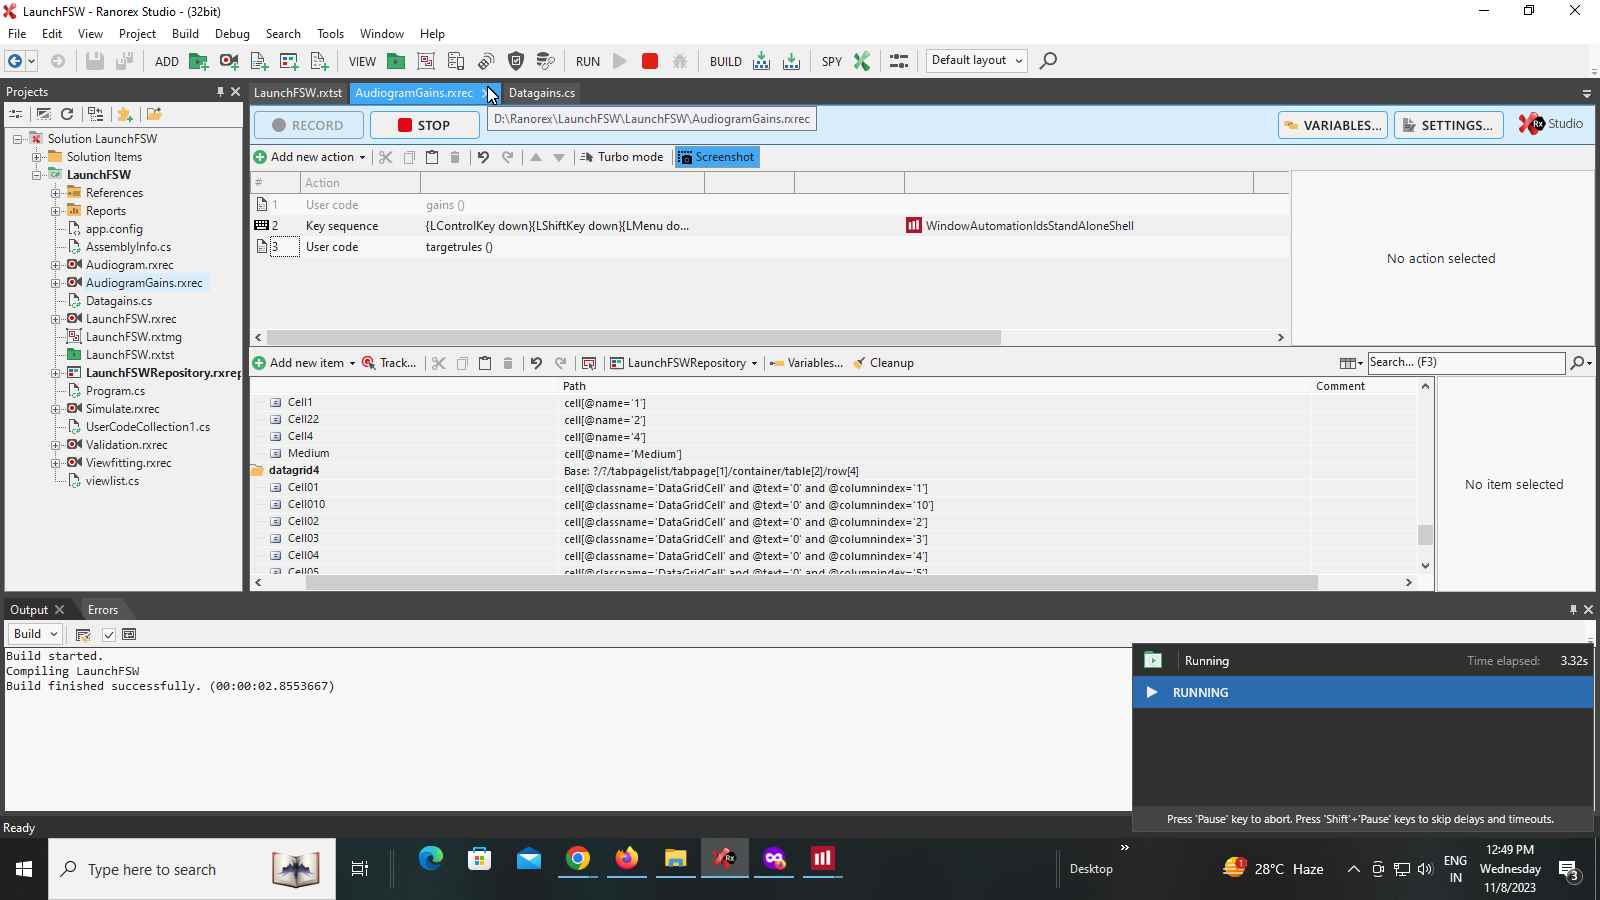 LaunchFSW - Ranorex Studio - (32bit)
File Edit View Project Build Debug Search Tools Window Help
ADD VIEW RUN BUILD SPY Default layout
Projects
LaunchFSW.rxtst AudiogramGains.rxrec Datagains.cs
RECORD STOP D:\Ranorex\LaunchFSW\LaunchFSW\AudiogramGains.rxrec VARIABLES... SETTINGS... Rx Studio
Solution LaunchFSW
Solution Items
LaunchFSW
References
Reports
app.config
AssemblyInfo.cs
Audiogram.rxrec
AudiogramGains.rxrec
Datagains.cs
LaunchFSW.rxrec
LaunchFSW.rxtmg
LaunchFSW.rxtst
LaunchFSWRepository.rxrep
Program.cs
Simulate.rxrec
UserCodeCollection1.cs
Validation.rxrec
Viewfitting.rxrec
viewlist.cs
Add new action Turbo mode Screenshot
# Action
1 User code gains ()
2 Key sequence {LControlKey down}{LShiftKey down}{LMenu do... WindowAutomationIdsStandAloneShell
3 User code targetrules ()
No action selected
Add new item Track... LaunchFSWRepository Variables... Cleanup Search... (F3)
Path Comment
Cell1 cell[@name='1']
Cell22 cell[@name='2']
Cell4 cell[@name='4']
Medium cell[@name='Medium']
datagrid4 Base: ?/?/tabpagelist/tabpage[1]/container/table[2]/row[4]
Cell01 cell[@classname='DataGridCell' and @text='0' and @columnindex='1']
Cell010 cell[@classname='DataGridCell' and @text='0' and @columnindex='10']
Cell02 cell[@classname='DataGridCell' and @text='0' and @columnindex='2']
Cell03 cell[@classname='DataGridCell' and @text='0' and @columnindex='3']
Cell04 cell[@classname='DataGridCell' and @text='0' and @columnindex='4']
Cell05 cell[@classname='DataGridCell' and @text='0' and @columnindex='5']
No item selected
Output Errors
Build
Build started.
Compiling LaunchFSW
Build finished successfully. (00:00:02.8553667)
Running Time elapsed: 3.32s
RUNNING
Press 'Pause' key to abort. Press 'Shift'+'Pause' keys to skip delays and timeouts.
Ready
Type here to search
Rx
Desktop
1
28°C Haze
ENG
IN
12:49 PM
Wednesday
11/8/2023
3